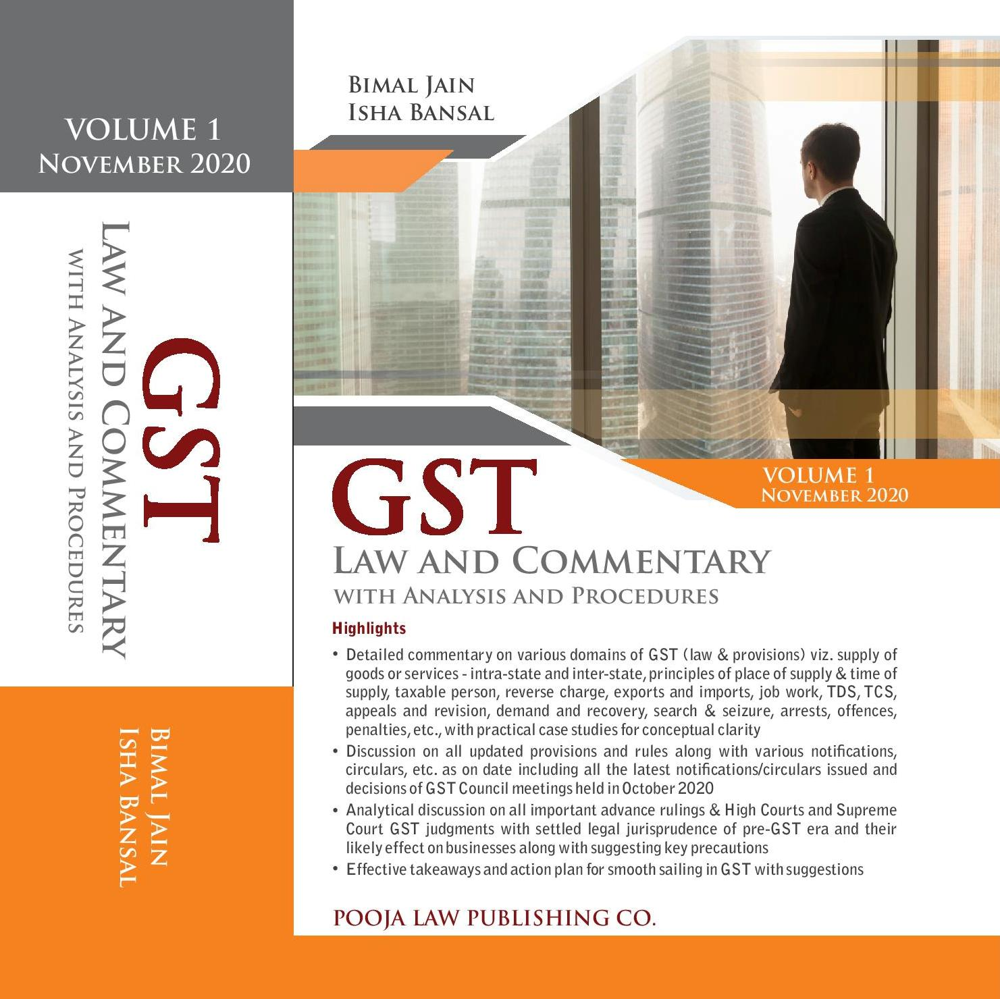 VOLUME 1
NOVEMBER 2020
GST
LAW AND COMMENTARY
WITH ANALYSIS AND PROCEDURES
BIMAL JAIN
ISHA BANSAL
BIMAL JAIN
ISHA BANSAL
VOLUME 1
NOVEMBER 2020
GST
LAW AND COMMENTARY
WITH ANALYSIS AND PROCEDURES
Highlights
• Detailed commentary on various domains of GST (law & provisions) viz. supply of
goods or services - intra-state and inter-state, principles of place of supply & time of
supply, taxable person, reverse charge, exports and imports, job work, TDS, TCS,
appeals and revision, demand and recovery, search & seizure, arrests, offences,
penalties, etc., with practical case studies for conceptual clarity
• Discussion on all updated provisions and rules along with various notifications,
circulars, etc. as on date including all the latest notifications/circulars issued and
decisions of GST Council meetings held in October 2020
• Analytical discussion on all important advance rulings & High Courts and Supreme
Court GST judgments with settled legal jurisprudence of pre-GST era and their
likely effect on businesses along with suggesting key precautions
• Effective takeaways and action plan for smooth sailing in GST with suggestions
POOJA LAW PUBLISHING CO.